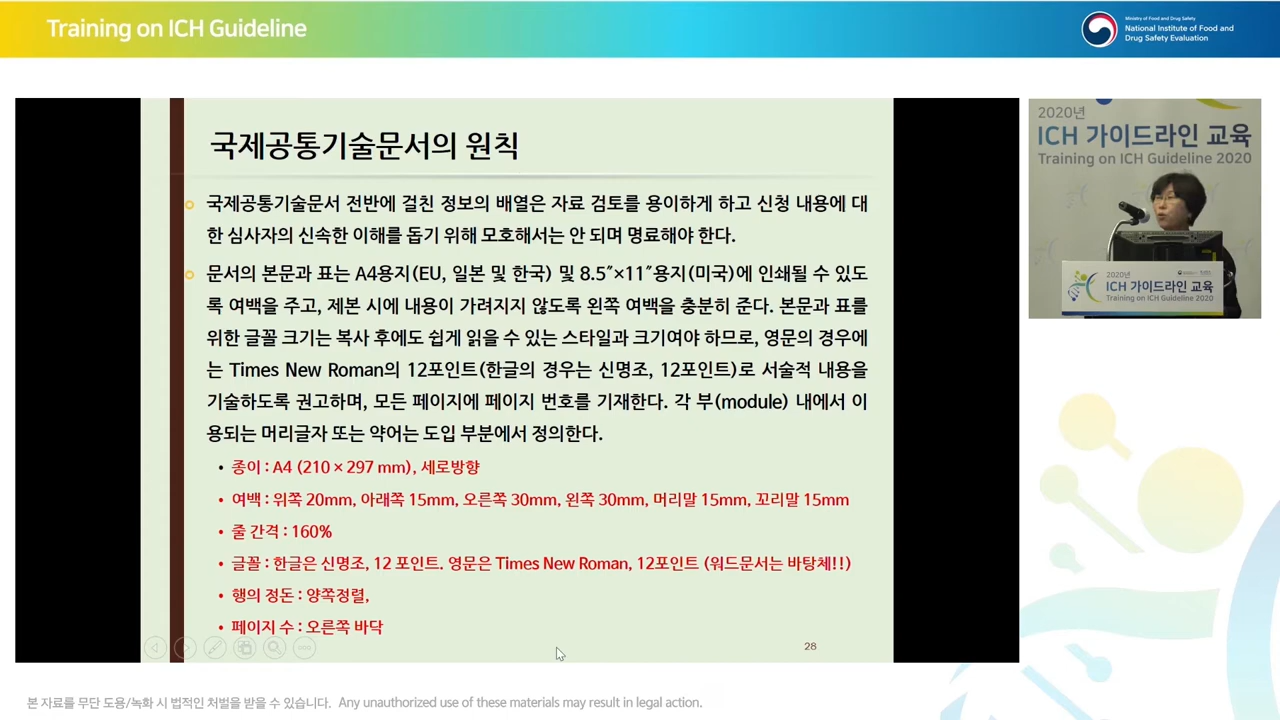 Training on ICH Guideline
Ministry of Food and Drug Safety
National Institute of Food and
Drug Safety Evaluation
국제공통기술문서의 원칙
국제공통기술문서 전반에 걸친 정보의 배열은 자료 검토를 용이하게 하고 신청 내용에 대
한 심사자의 신속한 이해를 돕기 위해 모호해서는 안 되며 명료해야 한다.
문서의 본문과 표는 A4용지(EU, 일본 및 한국) 및 8.5″×11″용지(미국)에 인쇄될 수 있도
록 여백을 주고, 제본 시에 내용이 가려지지 않도록 왼쪽 여백을 충분히 준다. 본문과 표를
위한 글꼴 크기는 복사 후에도 쉽게 읽을 수 있는 스타일과 크기여야 하므로, 영문의 경우에
는 Times New Roman의 12포인트(한글의 경우는 신명조, 12포인트)로 서술적 내용을
기술하도록 권고하며, 모든 페이지에 페이지 번호를 기재한다. 각 부(module) 내에서 이
용되는 머리글자 또는 약어는 도입 부분에서 정의한다.
• 종이 : A4 (210 × 297 mm), 세로방향
• 여백 : 위쪽 20mm, 아래쪽 15mm, 오른쪽 30mm, 왼쪽 30mm, 머리말 15mm, 꼬리말 15mm
• 줄 간격 : 160%
• 글꼴 : 한글은 신명조, 12 포인트. 영문은 Times New Roman, 12포인트 (워드문서는 바탕체!!)
• 행의 정돈 : 양쪽정렬,
• 페이지 수 : 오른쪽 바닥
28
2020년
ICH 가이드라인 교육
Training on ICH Guideline 2020
2020년
ICH 가이드라인 교육
Training on ICH Guideline 2020
본 자료를 무단 도용/녹화 시 법적인 처벌을 받을 수 있습니다. Any unauthorized use of these materials may result in legal action.